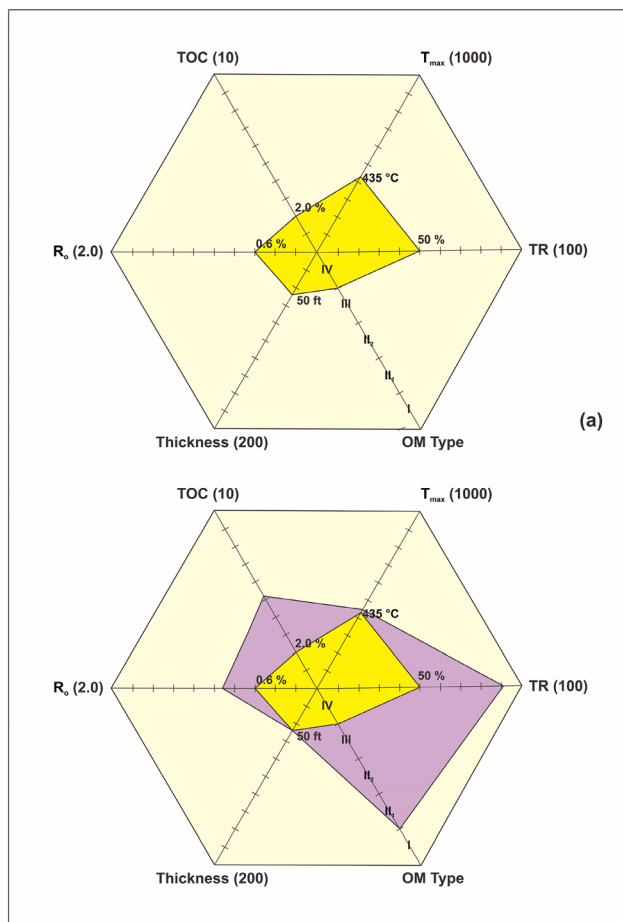 TOC (10)
Tmax (1000)
435 °C
2.0 %
0.6 %
50 %
Ro (2.0)
TR (100)
IV
50 ft
III
II2
II1
I
(a)
Thickness (200)
OM Type
TOC (10)
Tmax (1000)
435 °C
2.0 %
0.6 %
50 %
Ro (2.0)
TR (100)
IV
50 ft
III
II2
II1
I
Thickness (200)
OM Type